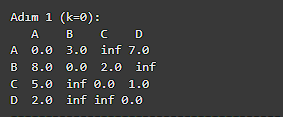 Adım 1 (k=0):
A B C D
A 0.0 3.0 inf 7.0
B 8.0 0.0 2.0 inf
C 5.0 inf 0.0 1.0
D 2.0 inf inf 0.0